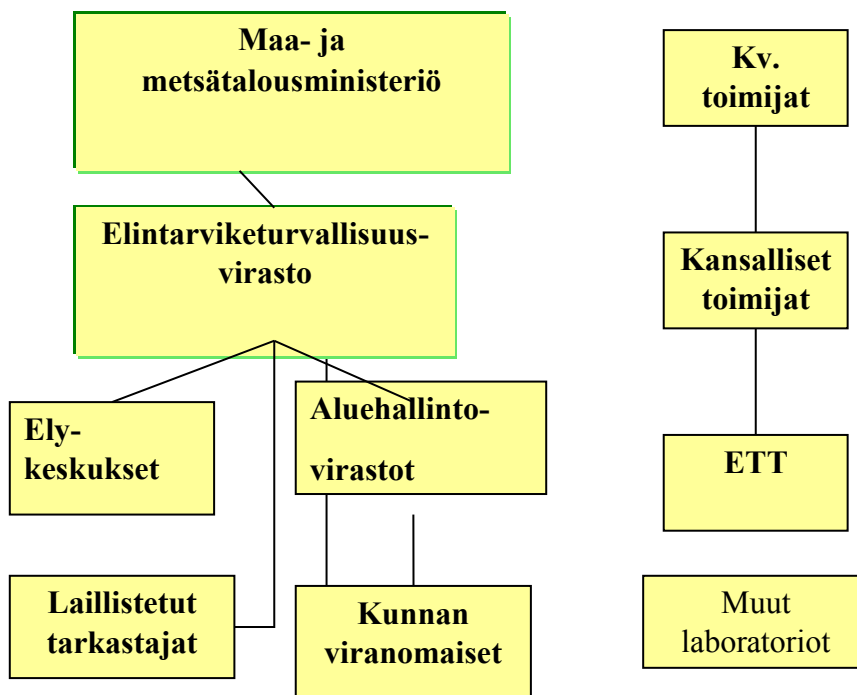 Maa- ja
metsätalousministeriö
Kv.
toimijat
Elintarviketurvallisuus-
virasto
Kansalliset
toimijat
Ely-
keskukset
Aluehallinto-
virastot
ETT
Laillistetut
tarkastajat
Kunnan
viranomaiset
Muut
laboratoriot